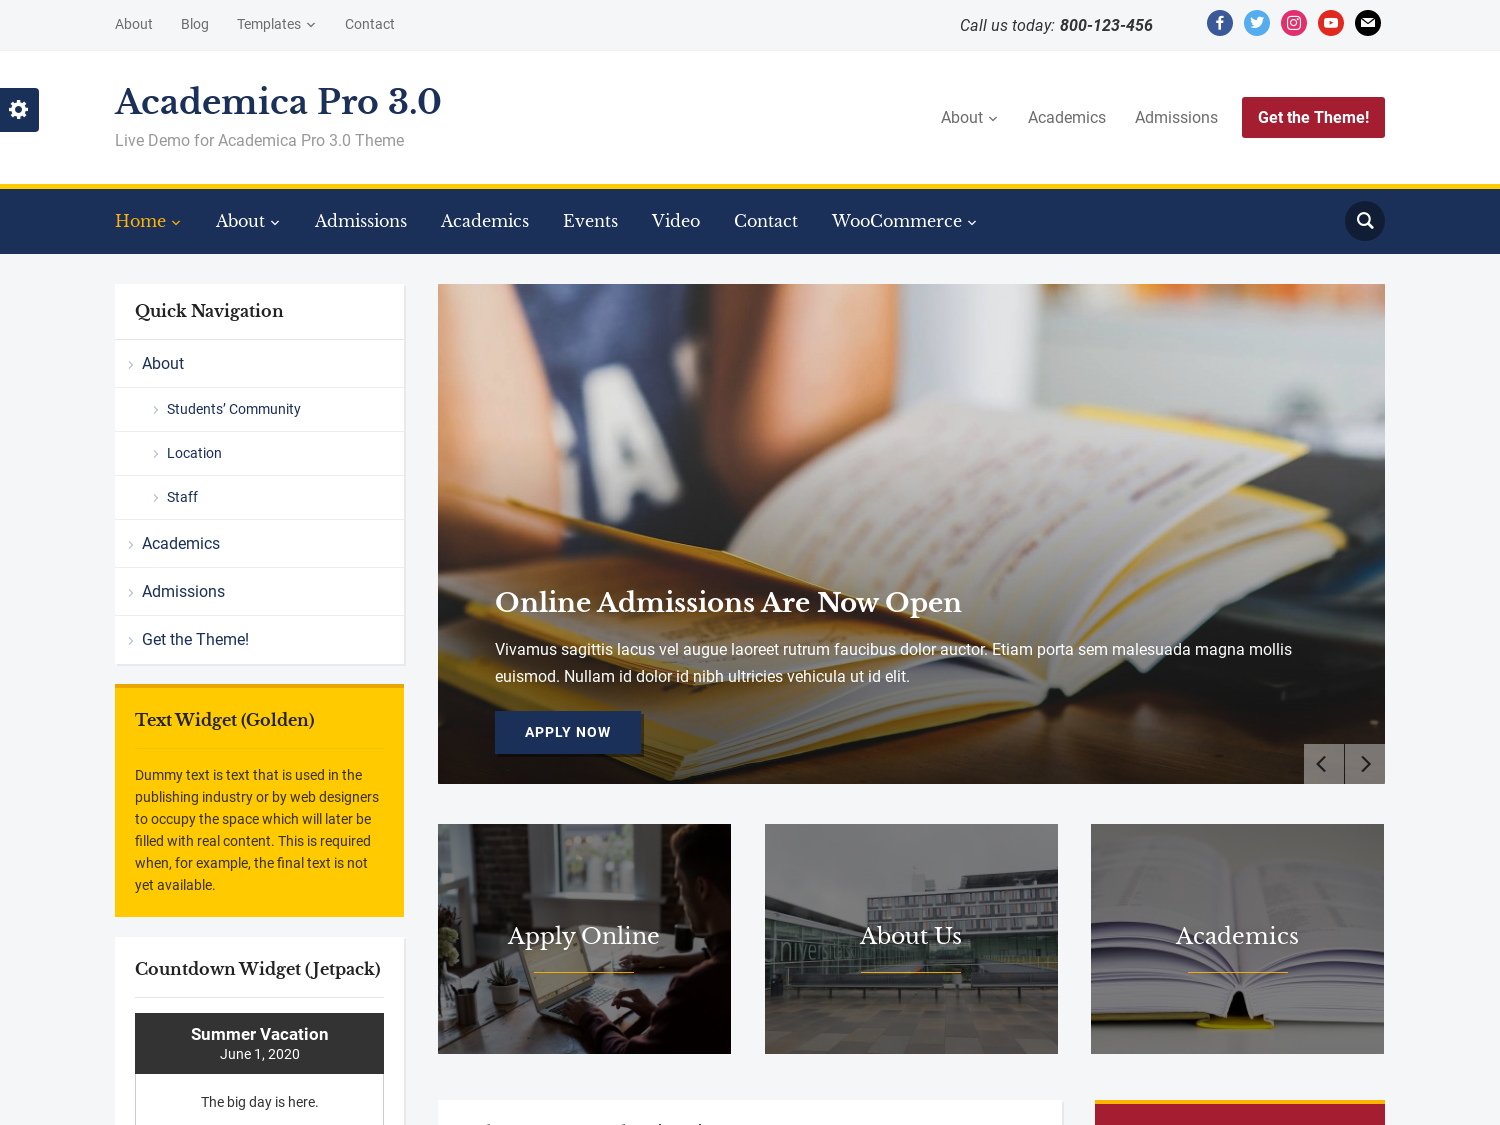 About Blog Templates Contact
Call us today: 800-123-456
Academica Pro 3.0
Live Demo for Academica Pro 3.0 Theme
About Academics Admissions Get the Theme!
Home About Admissions Academics Events Video Contact WooCommerce
Quick Navigation
About
Students’ Community
Location
Staff
Academics
Admissions
Get the Theme!
Text Widget (Golden)
Dummy text is text that is used in the
publishing industry or by web designers
to occupy the space which will later be
filled with real content. This is required
when, for example, the final text is not
yet available.
Countdown Widget (Jetpack)
Summer Vacation
June 1, 2020
The big day is here.
Online Admissions Are Now Open
Vivamus sagittis lacus vel augue laoreet rutrum faucibus dolor auctor. Etiam porta sem malesuada magna mollis
euismod. Nullam id dolor id nibh ultricies vehicula ut id elit.
APPLY NOW
Apply Online
About Us
Academics